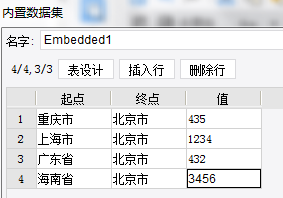 内置数据集
名字: Embedded1
4/4,3/3 表设计 插入行 删除行
起点 终点 值
1 重庆市 北京市 435
2 上海市 北京市 1234
3 广东省 北京市 432
4 海南省 北京市 3456